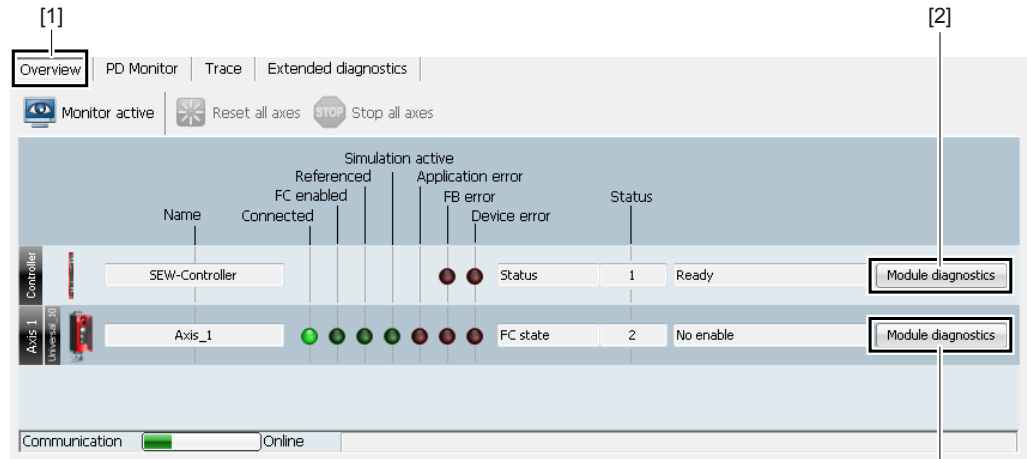 [1] [2]
Overview PD Monitor Trace Extended diagnostics
Monitor active Reset all axes STOP Stop all axes
Simulation active
Referenced Application error
FC enabled FB error Status
Name Connected Device error
Controller SEW-Controller Status 1 Ready Module diagnostics
Axis 1 Universal_10 Axis_1 FC state 2 No enable Module diagnostics
Communication Online